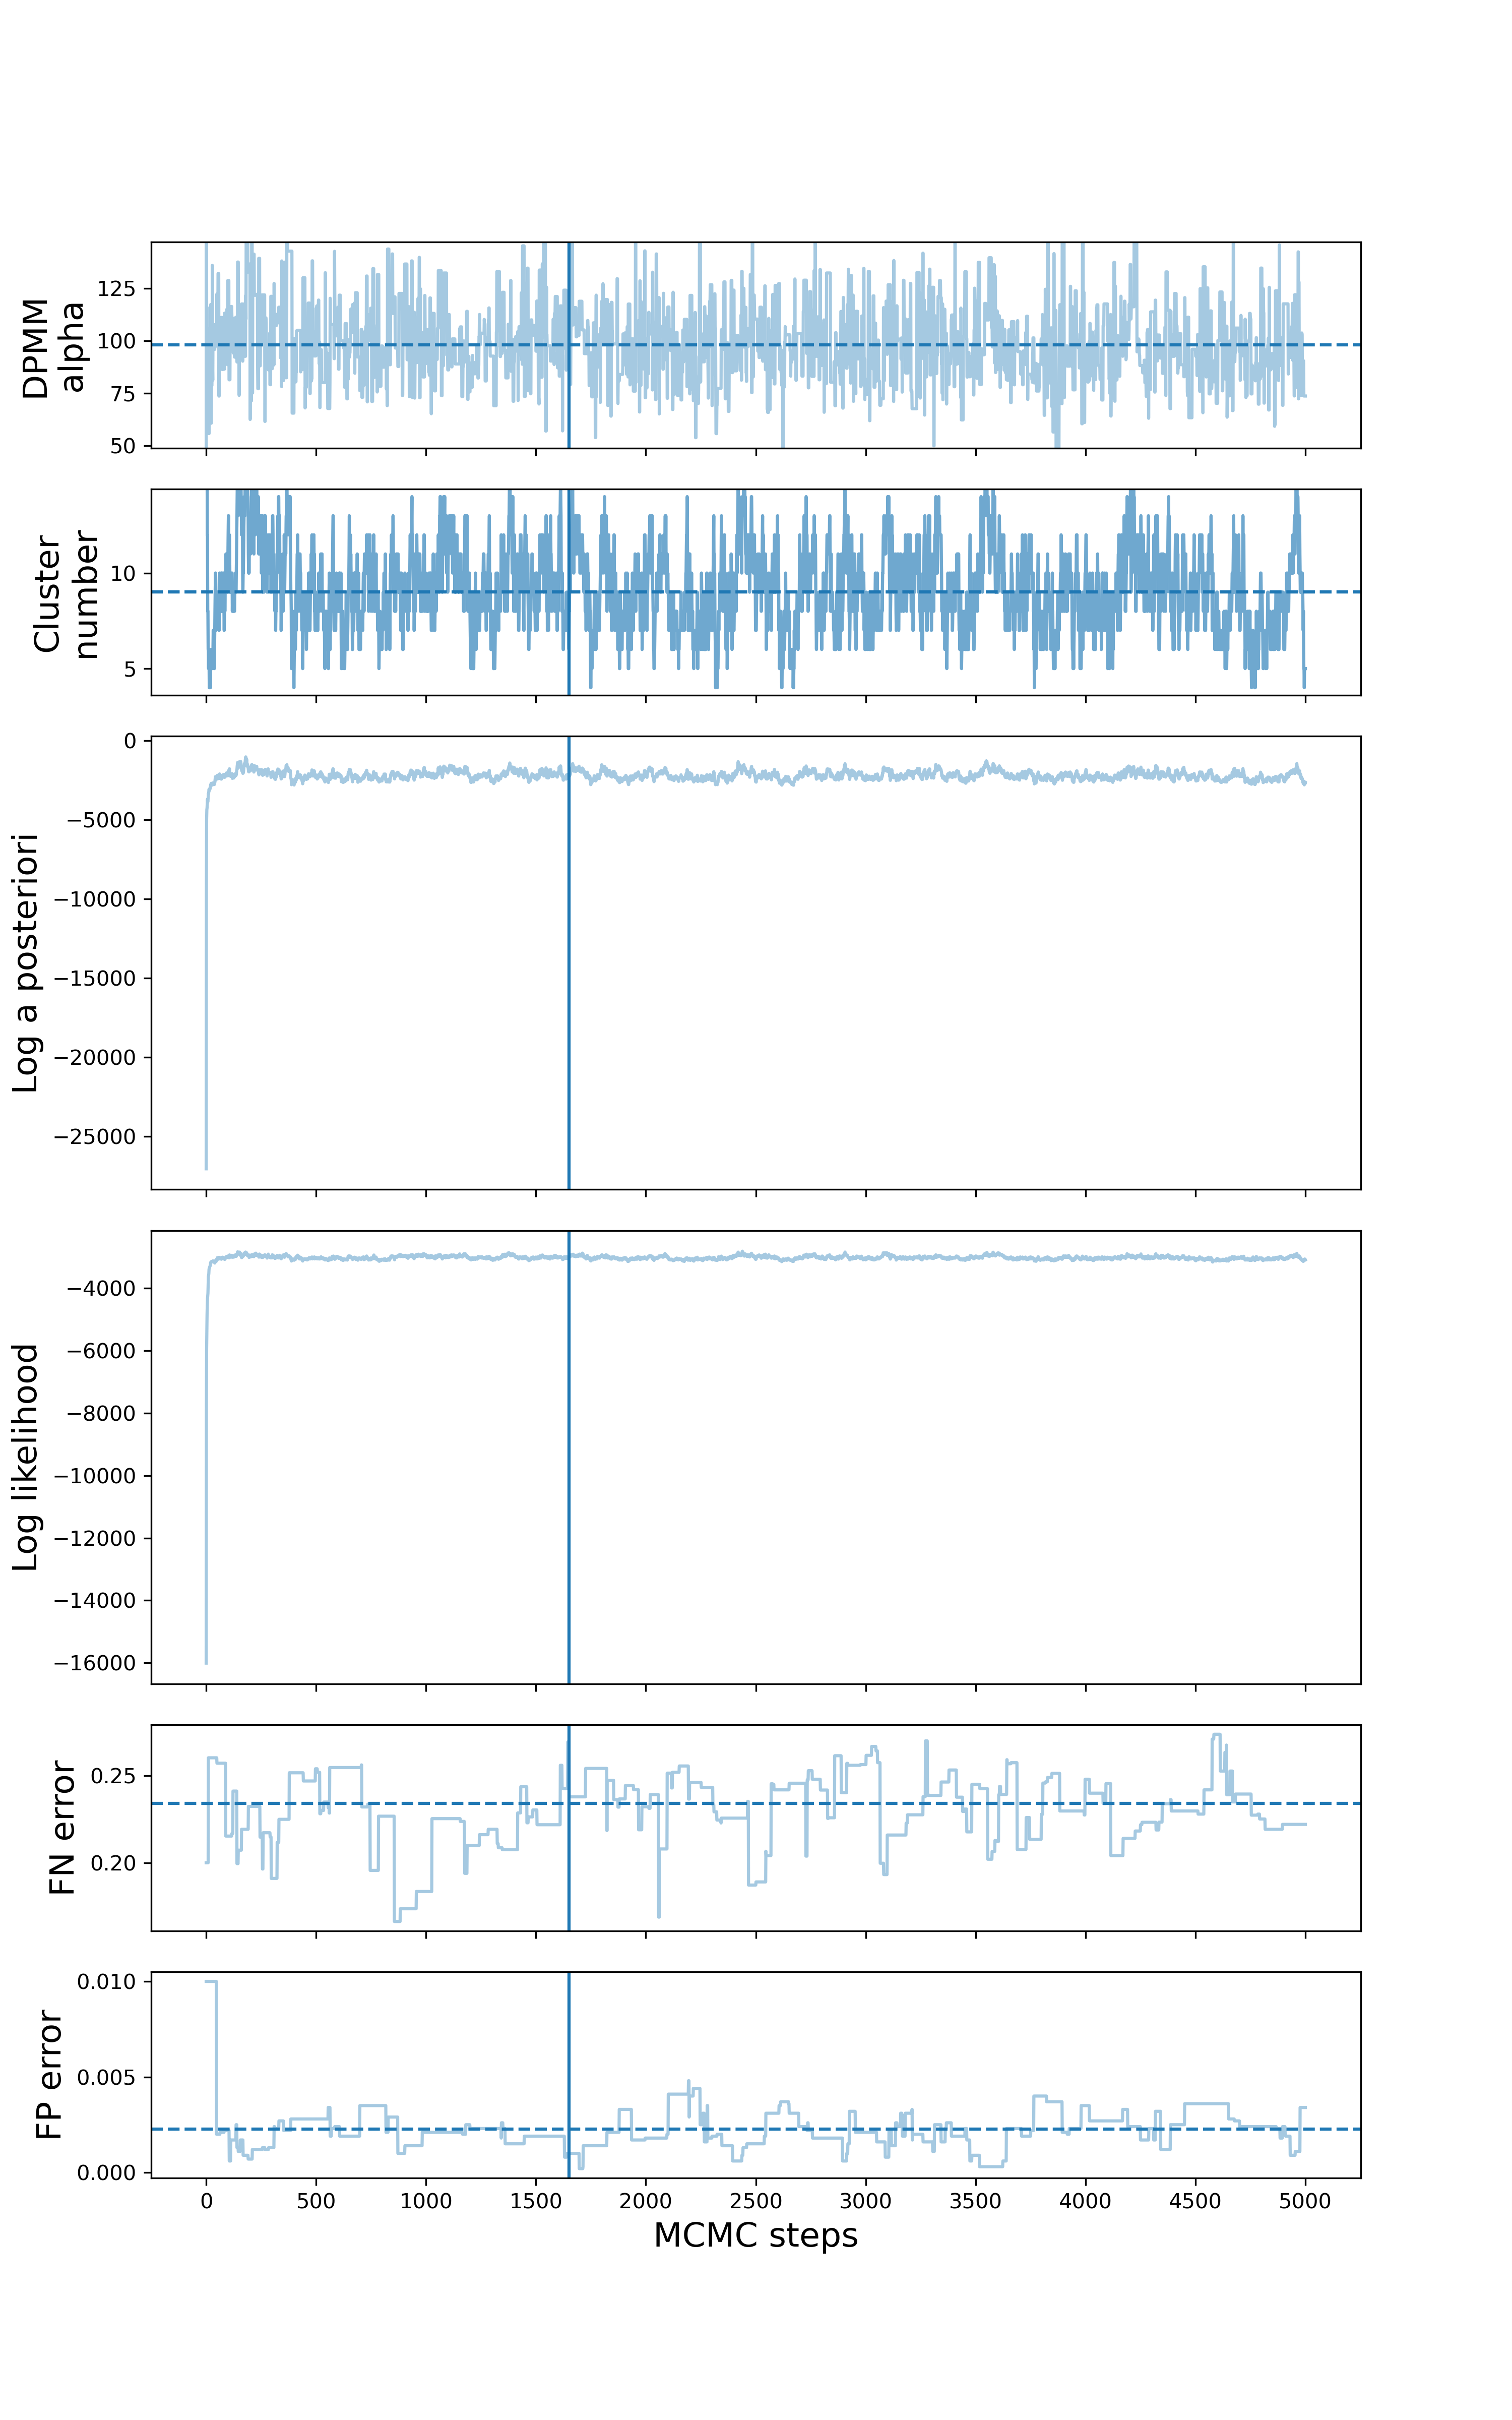 DPMM
alpha
125
100
75
50
Cluster
number
10
5
Log a posteriori
0
−5000
−10000
−15000
−20000
−25000
Log likelihood
−4000
−6000
−8000
−10000
−12000
−14000
−16000
FN error
0.25
0.20
FP error
0.010
0.005
0.000
0 500 1000 1500 2000 2500 3000 3500 4000 4500 5000
MCMC steps